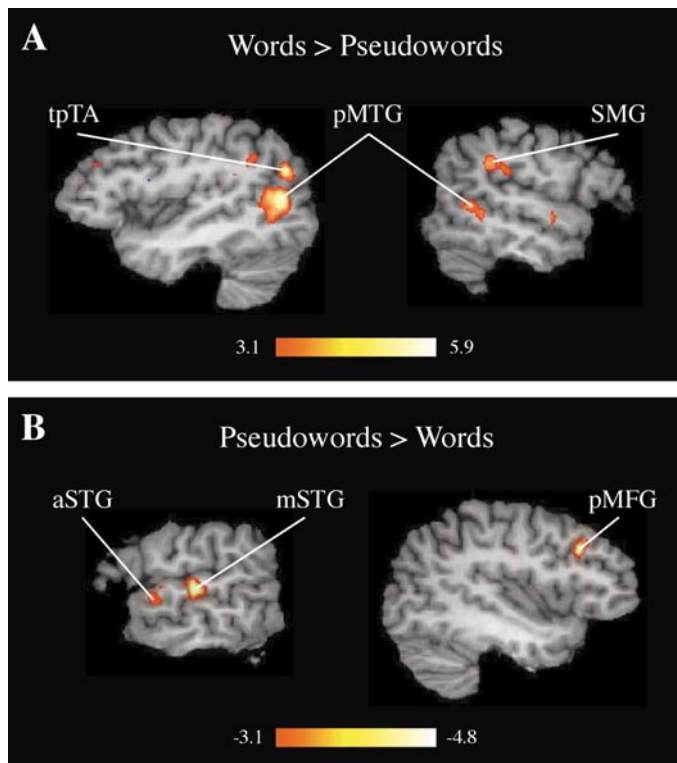 A
Words > Pseudowords
tpTA pMTG SMG
3.1 5.9
B
Pseudowords > Words
aSTG mSTG pMFG
-3.1 -4.8